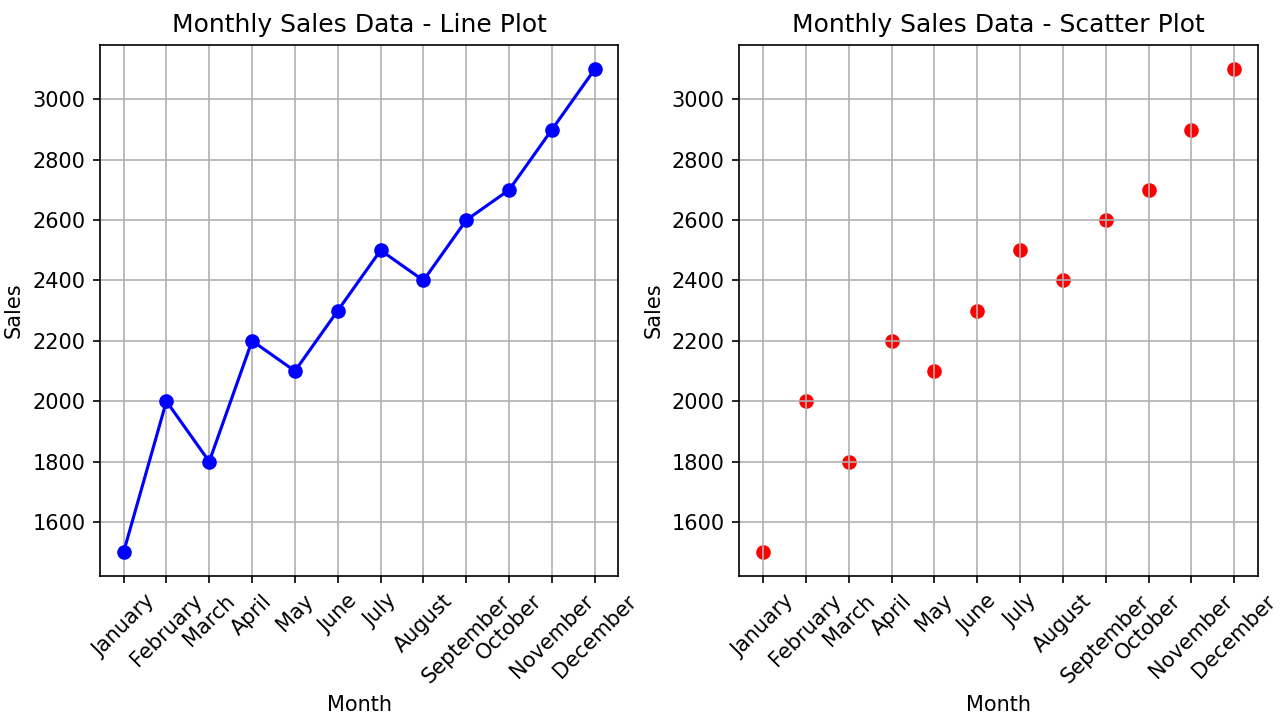 Monthly Sales Data - Line Plot
3000
2800
2600
2400
2200
2000
1800
1600
Sales
January
February
March
April
May
June
July
August
September
October
November
December
Month
Monthly Sales Data - Scatter Plot
3000
2800
2600
2400
2200
2000
1800
1600
Sales
January
February
March
April
May
June
July
August
September
October
November
December
Month